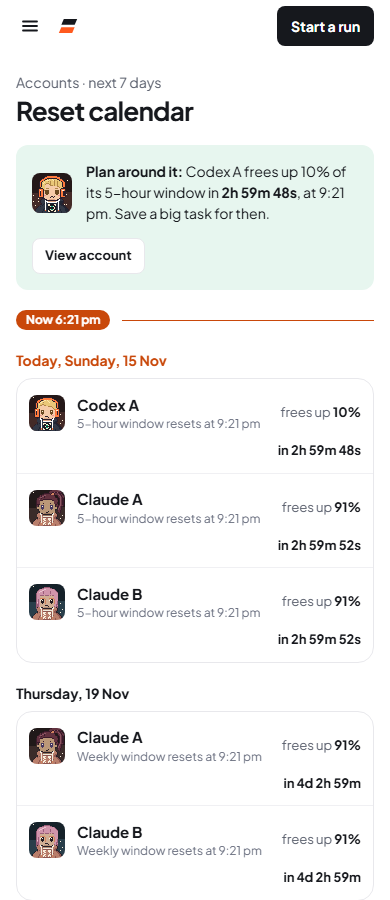 Start a run
Accounts · next 7 days
Reset calendar
Plan around it: Codex A frees up 10% of
its 5-hour window in 2h 59m 48s, at 9:21
pm. Save a big task for then.
View account
Now 6:21 pm
Today, Sunday, 15 Nov
Codex A
5-hour window resets at 9:21 pm
frees up 10%
in 2h 59m 48s
Claude A
5-hour window resets at 9:21 pm
frees up 91%
in 2h 59m 52s
Claude B
5-hour window resets at 9:21 pm
frees up 91%
in 2h 59m 52s
Thursday, 19 Nov
Claude A
Weekly window resets at 9:21 pm
frees up 91%
in 4d 2h 59m
Claude B
Weekly window resets at 9:21 pm
frees up 91%
in 4d 2h 59m